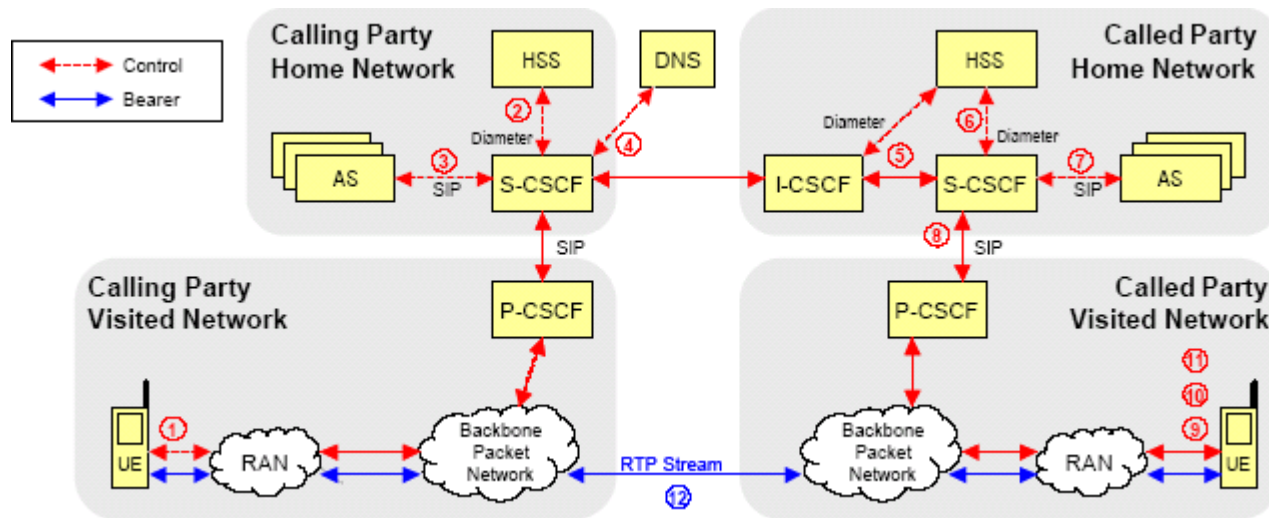 Control
Bearer
Calling Party
Home Network
HSS
DNS
2
Diameter
4
3
AS
SIP
S-CSCF
SIP
Called Party
Home Network
HSS
Diameter
6
Diameter
5
7
I-CSCF
S-CSCF
SIP
AS
8
SIP
Calling Party
Visited Network
P-CSCF
1
UE
RAN
Backbone
Packet
Network
RTP Stream
12
Called Party
Visited Network
P-CSCF
11
10
9
Backbone
Packet
Network
RAN
UE